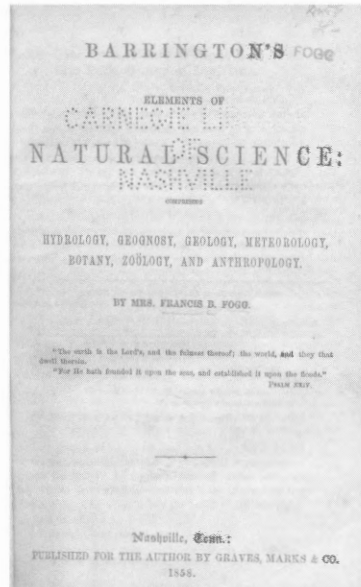 BARRINGTON'S
FOGG
ELEMENTS OF
CARNEGIE LI
OF
NATURAL SCIENCE:
NASHVILLE
COMPRISING
HYDROLOGY, GEOGNOSY, GEOLOGY, METEOROLOGY,
BOTANY, ZOÖLOGY, AND ANTHROPOLOGY.
BY MRS. FRANCIS B. FOGG.
"The earth is the Lord's, and the fulness thereof; the world, and they that
dwell therein.
"For He hath founded it upon the seas, and established it upon the floods."
PSALM XXIV.
Nashville, Tenn.:
PUBLISHED FOR THE AUTHOR BY GRAVES, MARKS & CO.
1858.